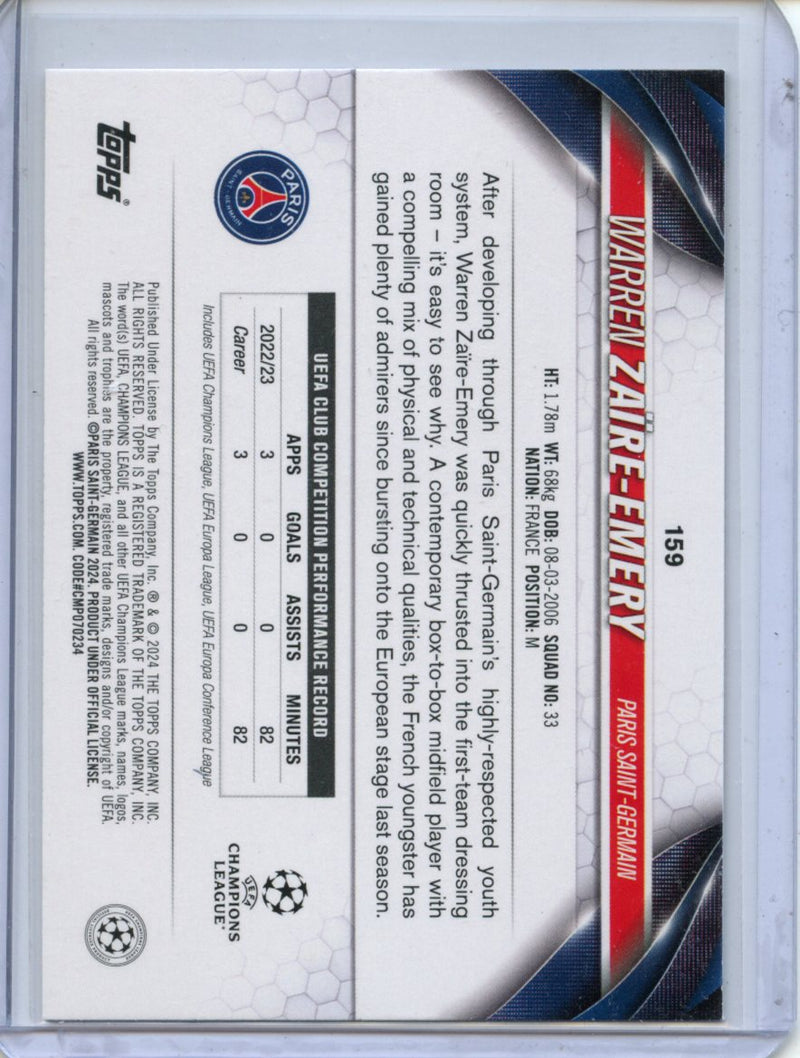 159
WARREN ZAÏRE-EMERY PARIS SAINT-GERMAIN
HT: 1.78m WT: 68kg DOB: 08-03-2006 SQUAD NO: 33
NATION: FRANCE POSITION: M
After developing through Paris Saint-Germain's highly-respected youth
system, Warren Zaïre-Emery was quickly thrusted into the first-team dressing
room – it's easy to see why. A contemporary box-to-box midfield player with
a compelling mix of physical and technical qualities, the French youngster has
gained plenty of admirers since bursting onto the European stage last season.
PARIS
SAINT-GERMAIN
UEFA CLUB COMPETITION PERFORMANCE RECORD
APPS GOALS ASSISTS MINUTES
2022/23 3 0 0 82
Career 3 0 0 82
Includes UEFA Champions League, UEFA Europa League, UEFA Europa Conference League
UEFA
CHAMPIONS
LEAGUE®
topps®
Published Under License by The Topps Company, Inc. ® & © 2024 THE TOPPS COMPANY, INC.
ALL RIGHTS RESERVED. TOPPS IS A REGISTERED TRADEMARK OF THE TOPPS COMPANY, INC.
The word(s) UEFA, CHAMPIONS LEAGUE, and all other UEFA Champions League marks, names, logos,
mascots and trophies are the property, registered trade marks, designs and/or copyright of UEFA.
All rights reserved. ©PARIS SAINT-GERMAIN 2024. PRODUCT UNDER OFFICIAL LICENSE.
WWW.TOPPS.COM. CODE#CMP070234